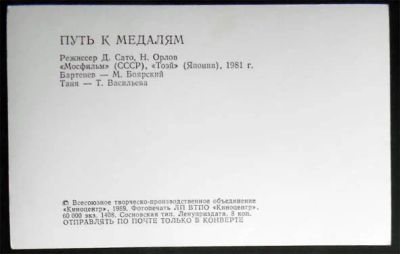 ПУТЬ К МЕДАЛЯМ
Режиссер Д. Сато, Н. Орлов
«Мосфильм» (СССР), «Тоэй» (Япония), 1981 г.
Бартенев — М. Боярский
Таня — Т. Васильева
© Всесоюзное творческо-производственное объединение
«Киноцентр», 1989. Фотопечать ЛП ВТПО «Киноцентр».
60 000 экз. 1408. Сосновская тип. Ленуприздата. 8 коп.
ОТПРАВЛЯТЬ ПО ПОЧТЕ ТОЛЬКО В КОНВЕРТЕ